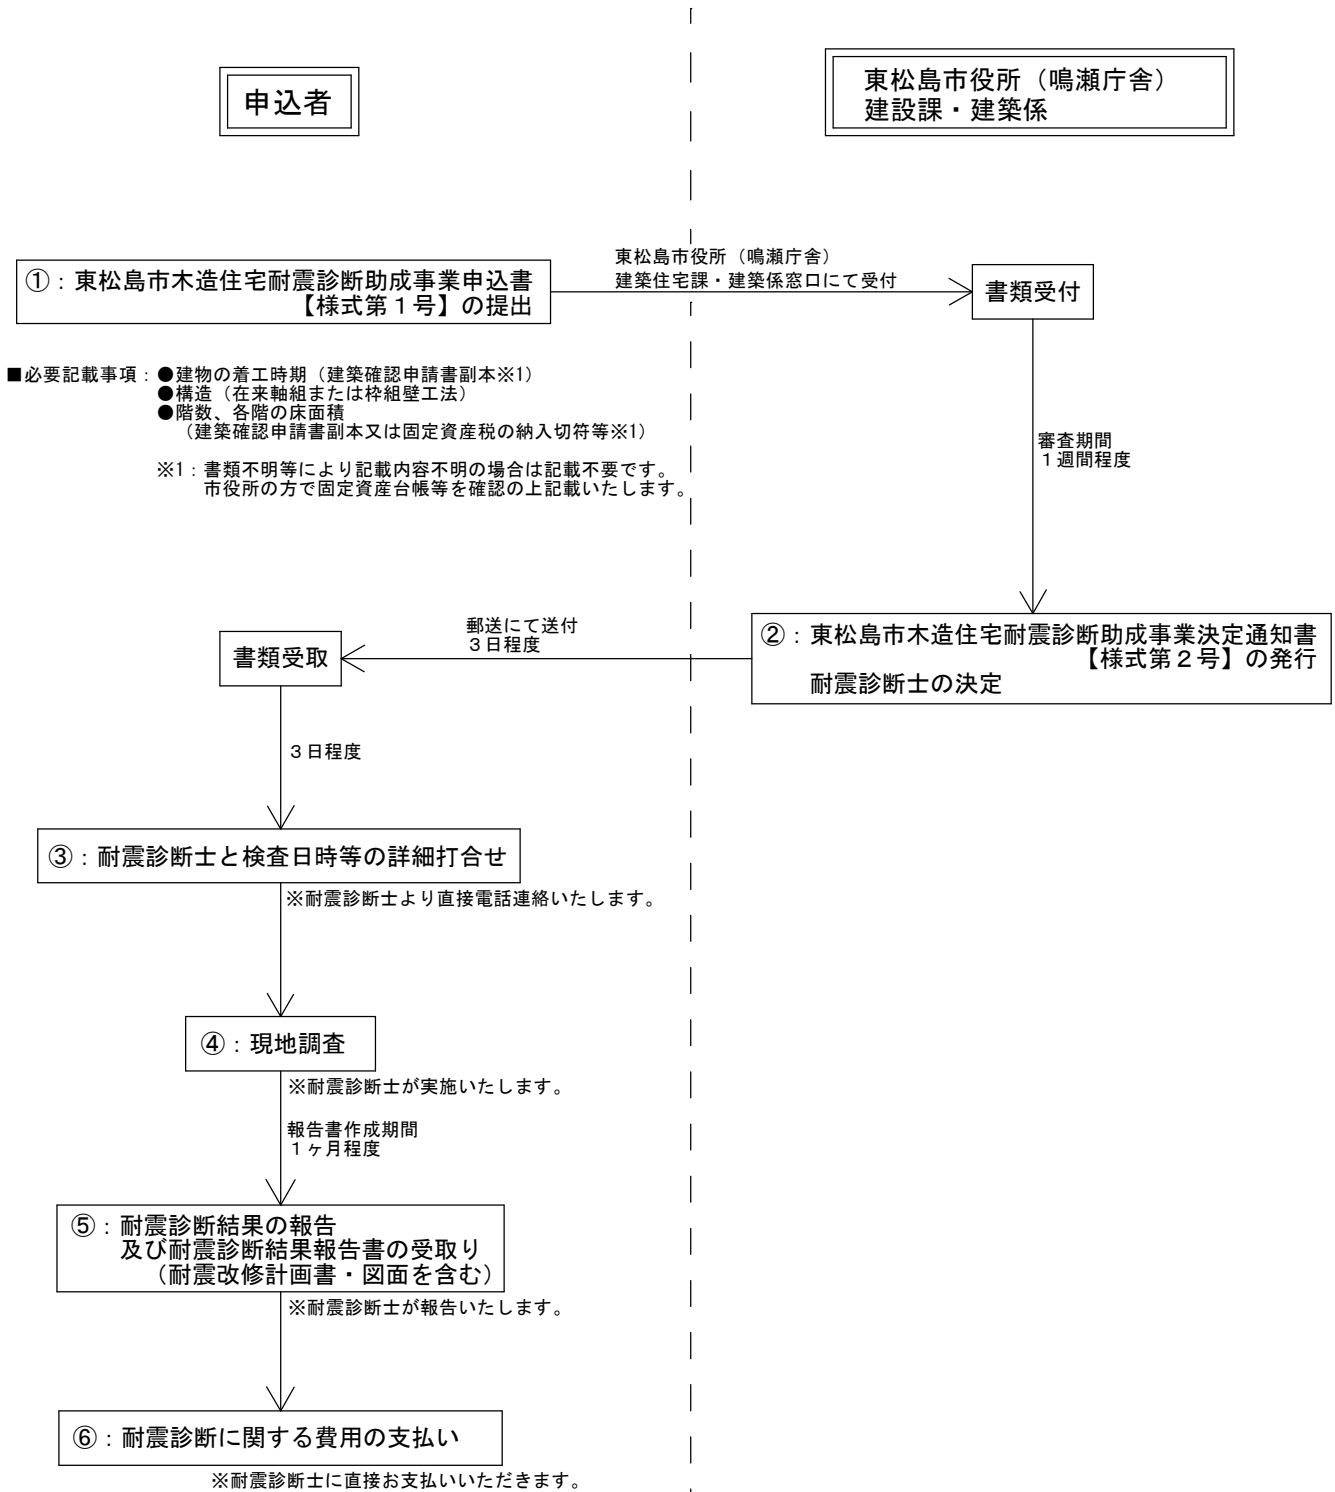 申込者
東松島市役所（鳴瀬庁舎）
建設課・建築係
①：東松島市木造住宅耐震診断助成事業申込書
【様式第１号】の提出
東松島市役所（鳴瀬庁舎）
建築住宅課・建築係窓口にて受付
書類受付
■必要記載事項：●建物の着工時期（建築確認申請書副本※1）
●構造（在来軸組または枠組壁工法）
●階数、各階の床面積
（建築確認申請書副本又は固定資産税の納入切符等※1）
※1：書類不明等により記載内容不明の場合は記載不要です。
市役所の方で固定資産台帳等を確認の上記載いたします。
審査期間
１週間程度
②：東松島市木造住宅耐震診断助成事業決定通知書
【様式第２号】の発行
耐震診断士の決定
郵送にて送付
３日程度
書類受取
３日程度
③：耐震診断士と検査日時等の詳細打合せ
※耐震診断士より直接電話連絡いたします。
④：現地調査
※耐震診断士が実施いたします。
報告書作成期間
１ヶ月程度
⑤：耐震診断結果の報告
及び耐震診断結果報告書の受取り
（耐震改修計画書・図面を含む）
※耐震診断士が報告いたします。
⑥：耐震診断に関する費用の支払い
※耐震診断士に直接お支払いいただきます。